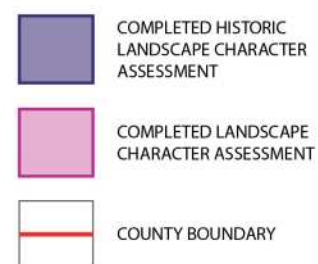 COMPLETED HISTORIC
LANDSCAPE CHARACTER
ASSESSMENT
COMPLETED LANDSCAPE
CHARACTER ASSESSMENT
COUNTY BOUNDARY